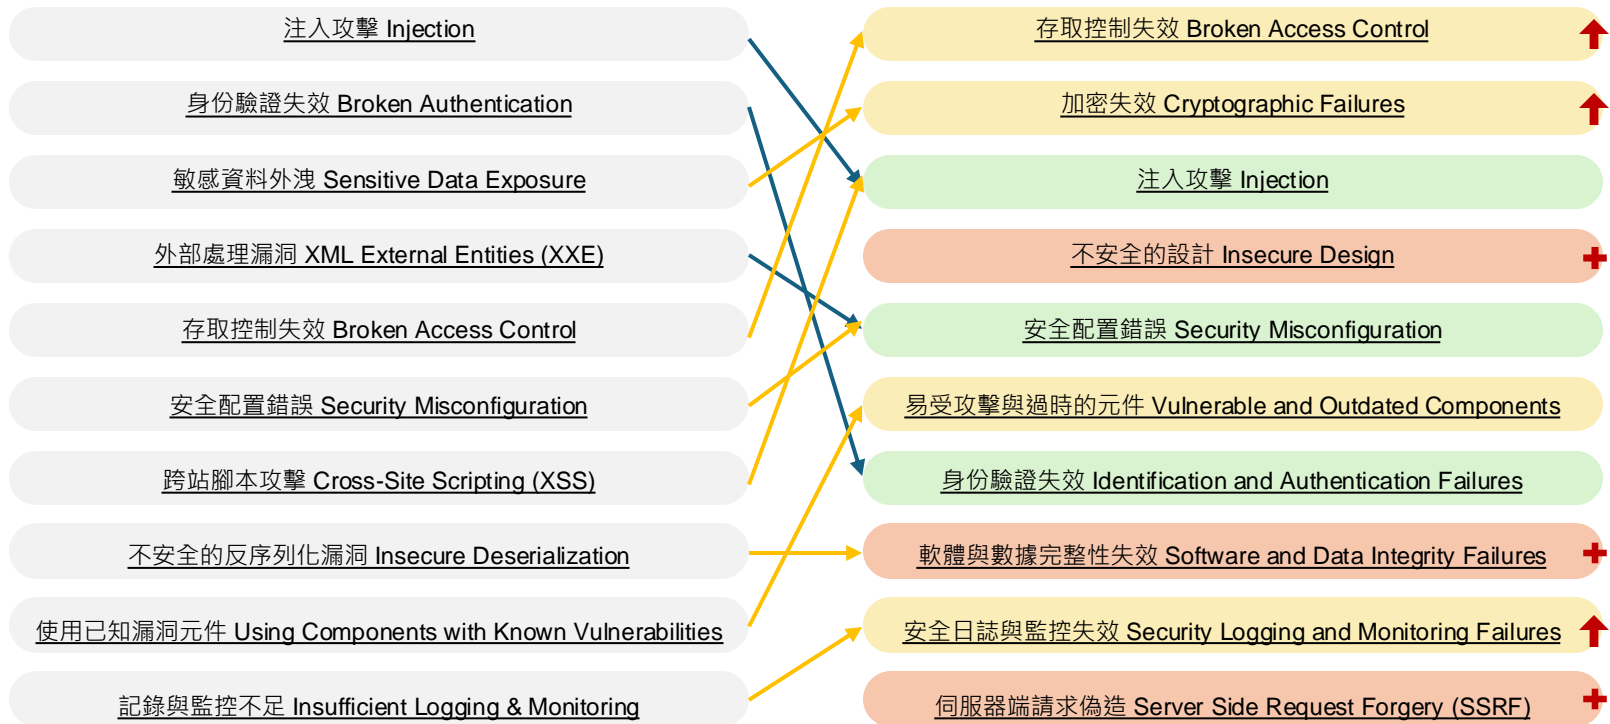 注入攻擊 Injection
身份驗證失效 Broken Authentication
敏感資料外洩 Sensitive Data Exposure
外部處理漏洞 XML External Entities (XXE)
存取控制失效 Broken Access Control
安全配置錯誤 Security Misconfiguration
跨站腳本攻擊 Cross-Site Scripting (XSS)
不安全的反序列化漏洞 Insecure Deserialization
使用已知漏洞元件 Using Components with Known Vulnerabilities
記錄與監控不足 Insufficient Logging & Monitoring
存取控制失效 Broken Access Control
加密失效 Cryptographic Failures
注入攻擊 Injection
不安全的設計 Insecure Design
安全配置錯誤 Security Misconfiguration
易受攻擊與過時的元件 Vulnerable and Outdated Components
身份驗證失效 Identification and Authentication Failures
軟體與數據完整性失效 Software and Data Integrity Failures
安全日誌與監控失效 Security Logging and Monitoring Failures
伺服器端請求偽造 Server Side Request Forgery (SSRF)